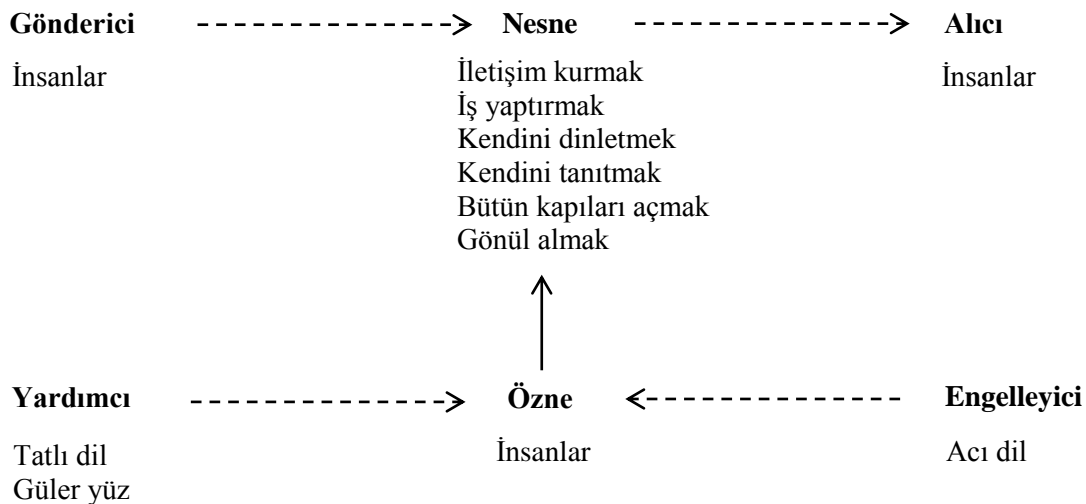 Gönderici Nesne Alıcı
İnsanlar İletişim kurmak İnsanlar
İş yaptırmak
Kendini dinletmek
Kendini tanıtmak
Bütün kapıları açmak
Gönül almak
Yardımcı Özne Engelleyici
Tatlı dil İnsanlar Acı dil
Güler yüz